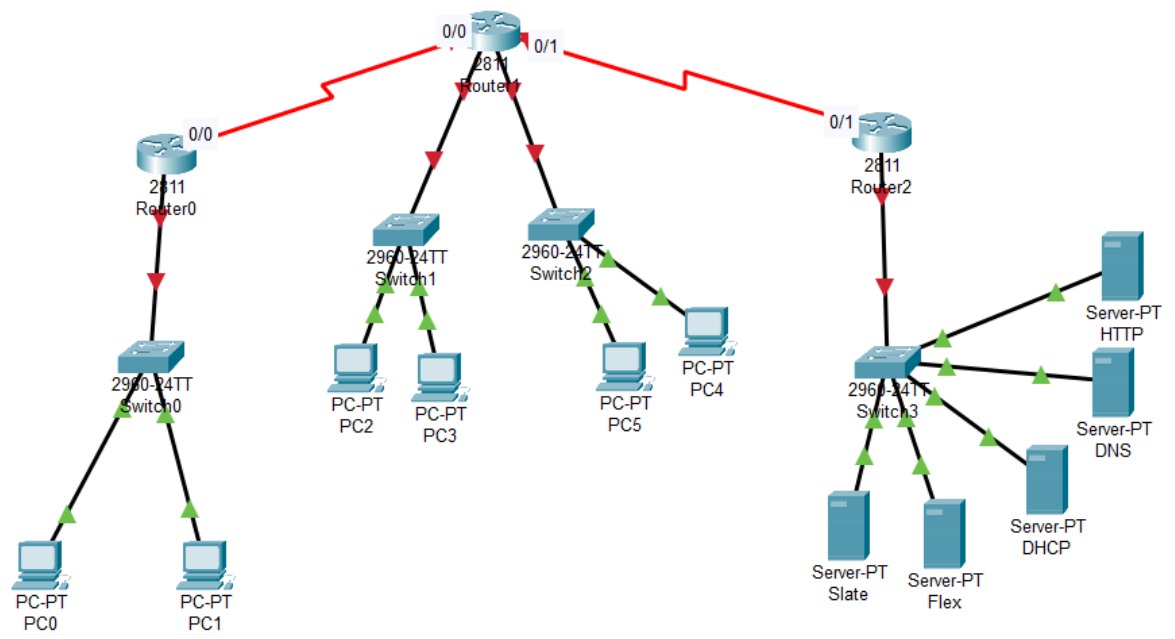 0/0
2811
Router1
0/1
0/0
2811
Router0
0/1
2811
Router2
2960-24TT
Switch1
2960-24TT
Switch2
Server-PT
HTTP
2960-24TT
Switch0
PC-PT
PC2
PC-PT
PC3
PC-PT
PC5
PC-PT
PC4
2960-24TT
Switch3
Server-PT
DNS
Server-PT
DHCP
Server-PT
Slate
Server-PT
Flex
PC-PT
PC0
PC-PT
PC1